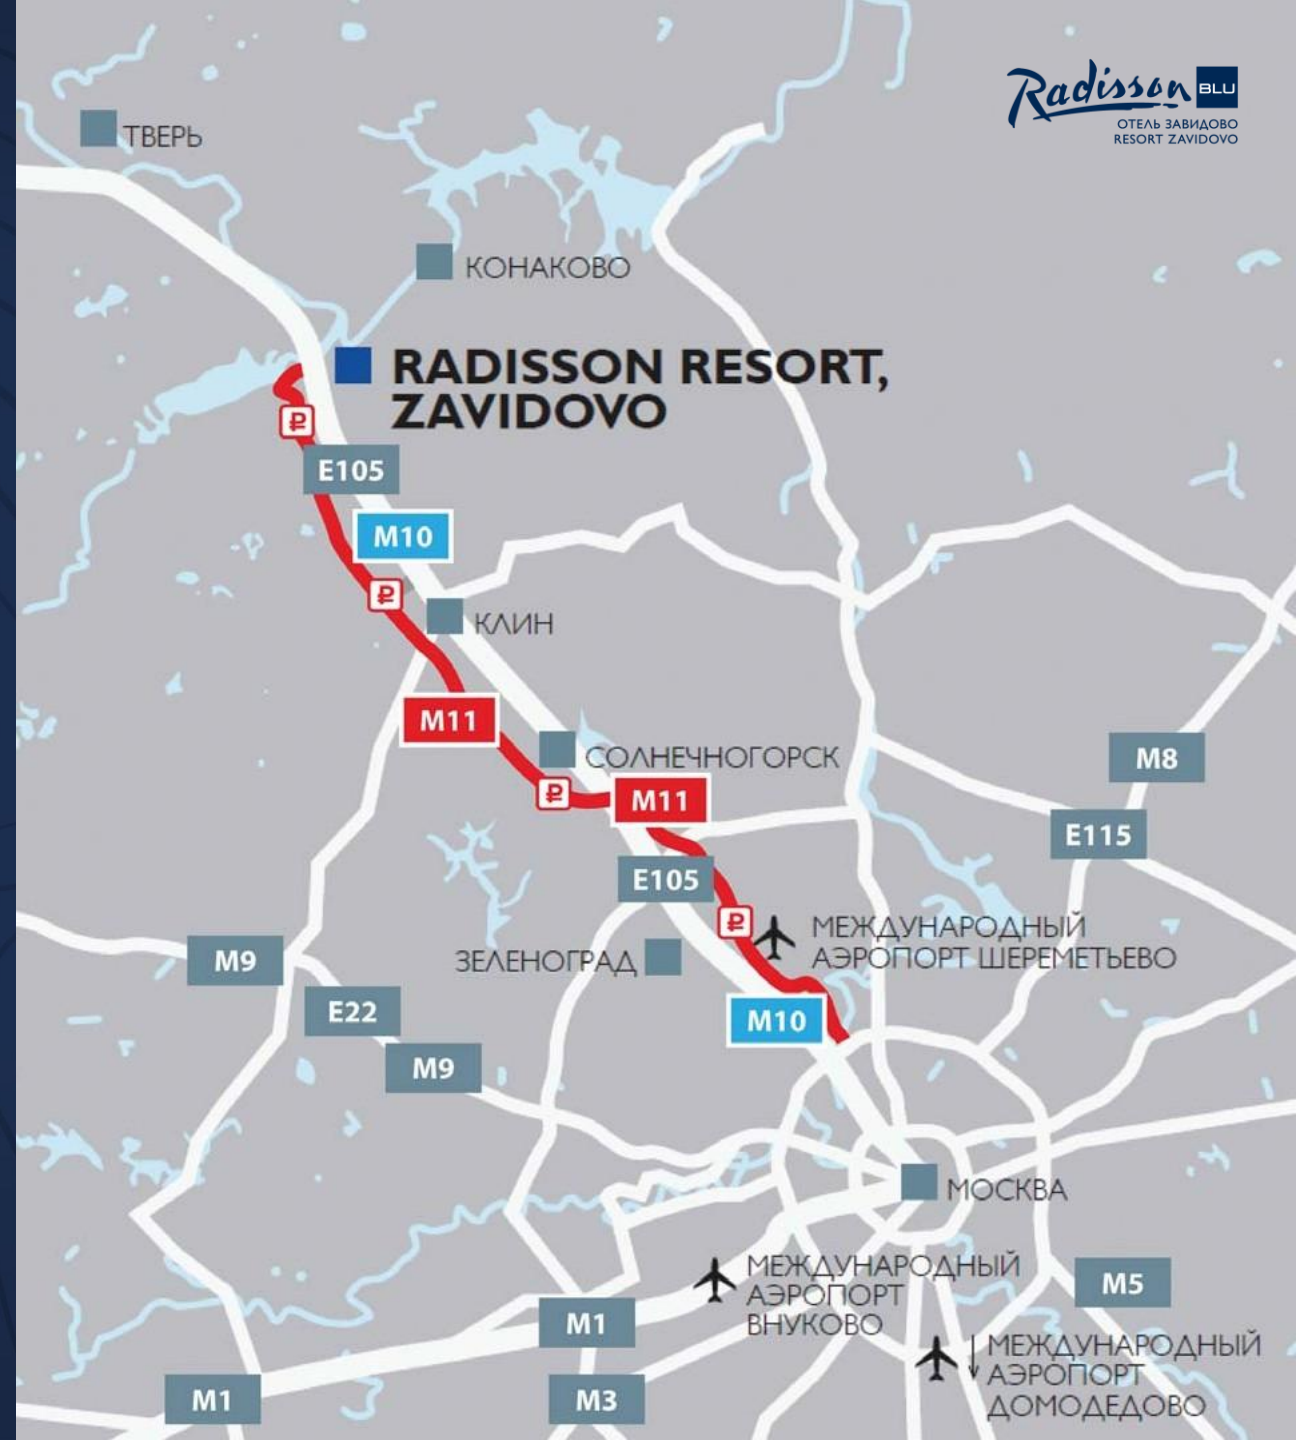 Radisson BLU
ОТЕЛЬ ЗАВИДОВО
RESORT ZAVIDOVO
ТВЕРЬ
КОНАКОВО
RADISSON RESORT,
ZAVIDOVO
₽
E105
M10
₽
КЛИН
M11
СОЛНЕЧНОГОРСК
M8
₽
M11
E115
E105
₽
МЕЖДУНАРОДНЫЙ
АЭРОПОРТ ШЕРЕМЕТЬЕВО
ЗЕЛЕНОГРАД
M9
E22
M10
M9
МОСКВА
МЕЖДУНАРОДНЫЙ
АЭРОПОРТ
ВНУКОВО
M5
M1
МЕЖДУНАРОДНЫЙ
АЭРОПОРТ
ДОМОДЕДОВО
M1
M3